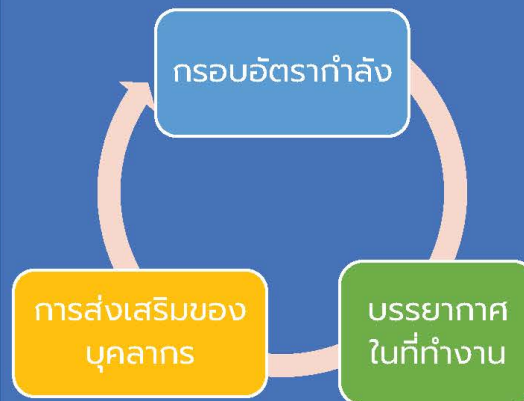 กรอบอัตรากำลัง
การส่งเสริมของ
บุคลากร
บรรยากาศ
ในที่ทำงาน